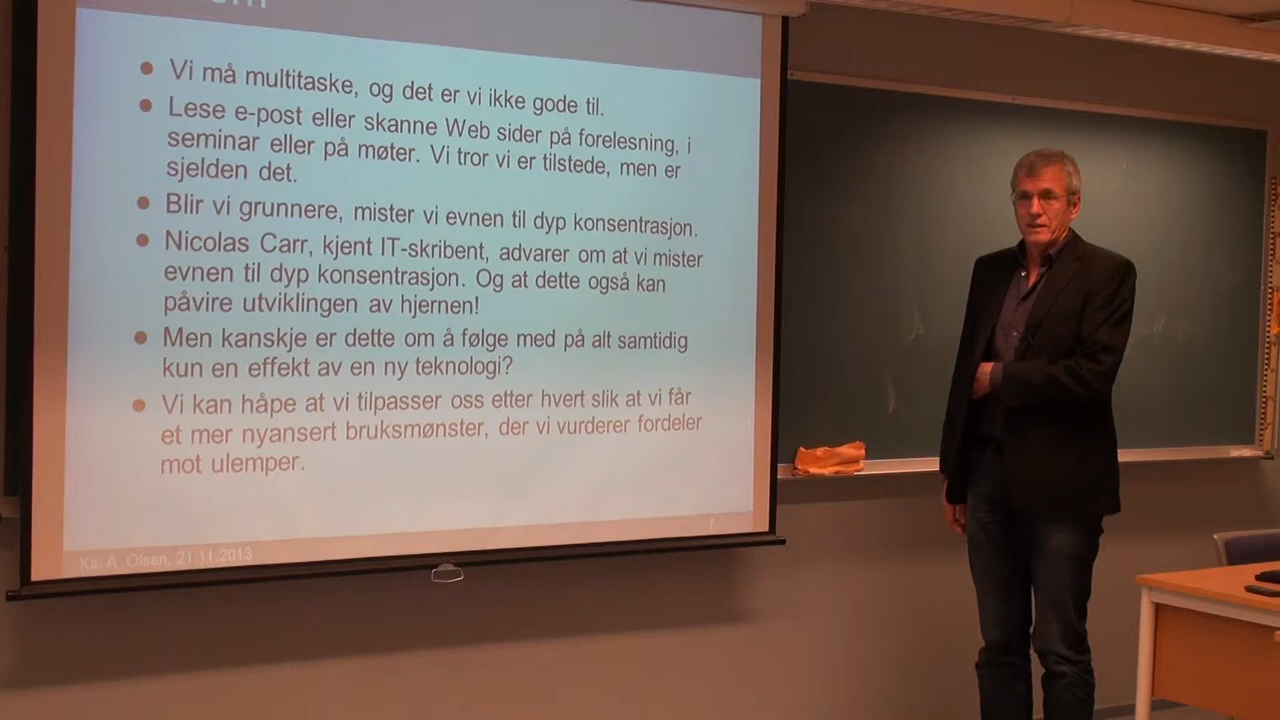 Vi må multitaske, og det er vi ikke gode til.
Lese e-post eller skanne Web sider på forelesning, i
seminar eller på møter. Vi tror vi er tilstede, men er
sjelden det.
Blir vi grunnere, mister vi evnen til dyp konsentrasjon.
Nicolas Carr, kjent IT-skribent, advarer om at vi mister
evnen til dyp konsentrasjon. Og at dette også kan
påvire utviklingen av hjernen!
Men kanskje er dette om å følge med på alt samtidig
kun en effekt av en ny teknologi?
Vi kan håpe at vi tilpasser oss etter hvert slik at vi får
et mer nyansert bruksmønster, der vi vurderer fordeler
mot ulemper.
Kai A. Olsen, 21.11.2013